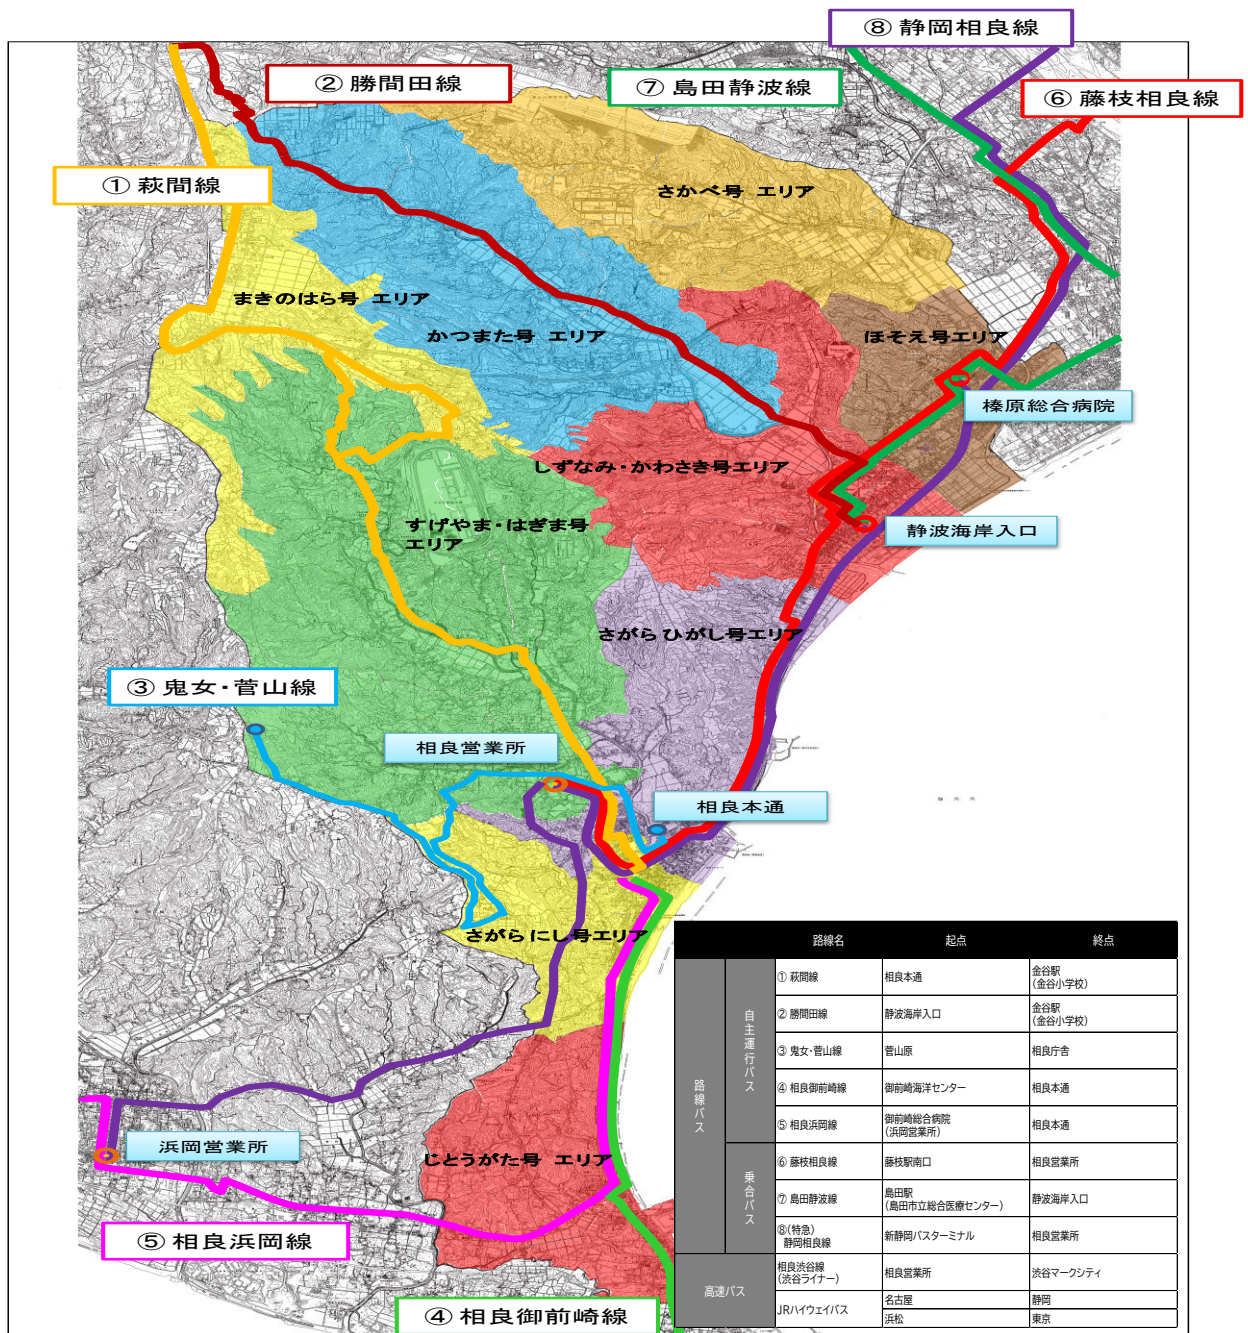 ⑧ 静岡相良線
② 勝間田線
⑦ 島田静波線
⑥ 藤枝相良線
① 萩間線
さかべ号 エリア
まきのはら号 エリア
かつまた号 エリア
ほそえ号エリア
榛原総合病院
しずなみ・かわさき号エリア
すげやま・はぎま号
エリア
静波海岸入口
さがらひがし号エリア
③ 鬼女・菅山線
相良営業所
相良本通
さがらにし号エリア
浜岡営業所
じとうがた号 エリア
⑤ 相良浜岡線
④ 相良御前崎線
路線名 起点 終点
路線バス
自主運行バス
① 萩間線 相良本通 金谷駅
(金谷小学校)
② 勝間田線 静波海岸入口 金谷駅
(金谷小学校)
③ 鬼女・菅山線 菅山原 相良庁舎
④ 相良御前崎線 御前崎海洋センター 相良本通
⑤ 相良浜岡線 御前崎総合病院
(浜岡営業所) 相良本通
乗合バス
⑥ 藤枝相良線 藤枝駅南口 相良営業所
⑦ 島田静波線 島田駅
(島田市立総合医療センター) 静波海岸入口
⑧(特急)
静岡相良線 新静岡バスターミナル 相良営業所
高速バス
相良渋谷線
(渋谷ライナー) 相良営業所 渋谷マークシティ
JRハイウェイバス 名古屋 静岡
浜松 東京